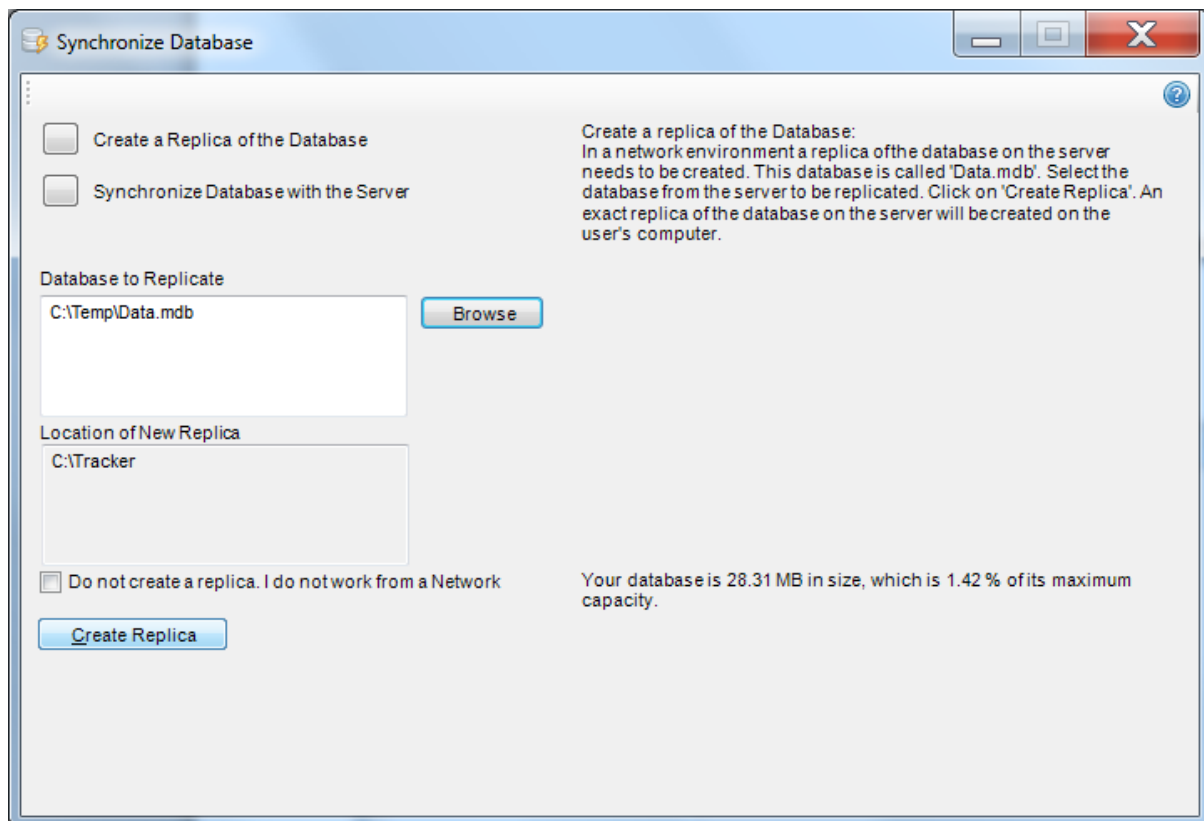 Synchronize Database
Create a Replica of the Database
Synchronize Database with the Server
Create a replica of the Database:
In a network environment a replica of the database on the server
needs to be created. This database is called 'Data.mdb'. Select the
database from the server to be replicated. Click on 'Create Replica'. An
exact replica of the database on the server will be created on the
user's computer.
Database to Replicate
C:\Temp\Data.mdb
Browse
Location of New Replica
C:\Tracker
Do not create a replica. I do not work from a Network
Your database is 28.31 MB in size, which is 1.42 % of its maximum
capacity.
Create Replica